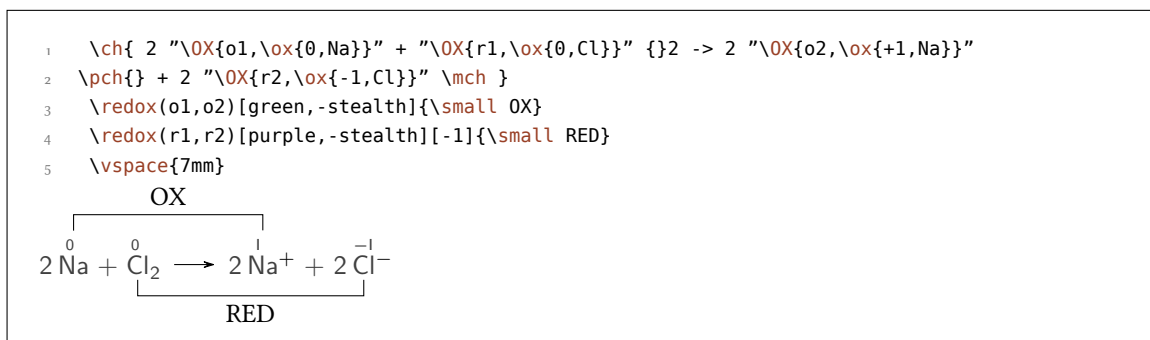 1 \ch{ 2 ”\OX{o1,\ox{0,Na}}” + ”\OX{r1,\ox{0,Cl}}” {}2 -> 2 ”\OX{o2,\ox{+1,Na}}”
2 \pch{} + 2 ”\OX{r2,\ox{-1,Cl}}” \mch }
3 \redox(o1,o2)[green,-stealth]{\small OX}
4 \redox(r1,r2)[purple,-stealth][-1]{\small RED}
5 \vspace{7mm}
OX
0 0 I −I
2 Na + Cl₂ ⟶ 2 Na⁺ + 2 Cl⁻
RED